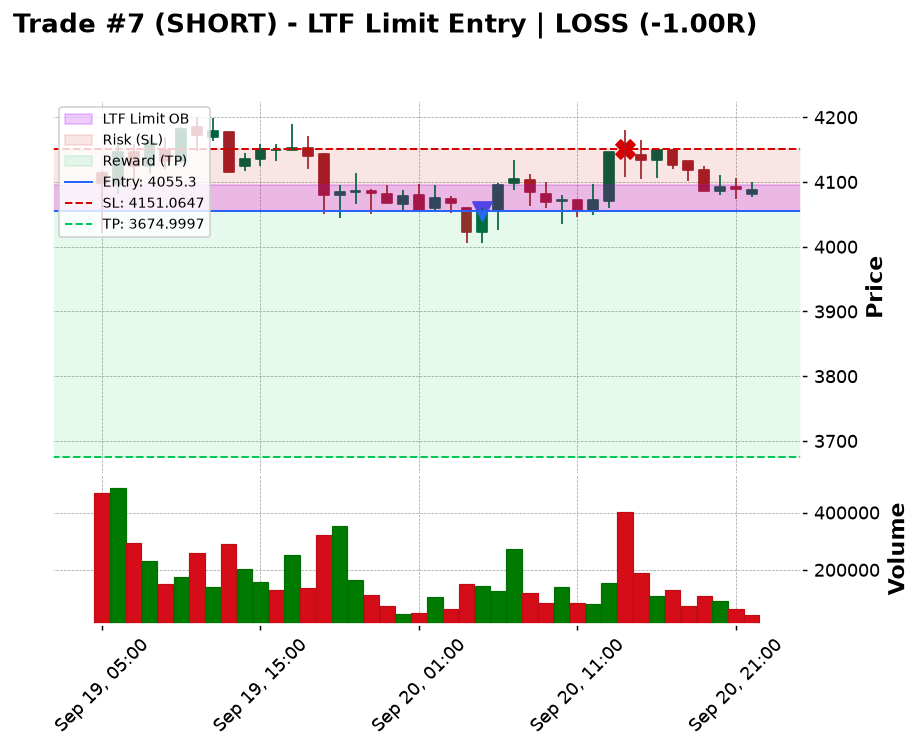 Trade #7 (SHORT) - LTF Limit Entry | LOSS (-1.00R)
LTF Limit OB
Risk (SL)
Reward (TP)
Entry: 4055.3
SL: 4151.0647
TP: 3674.9997
4200
4100
4000
3900
3800
3700
Price
400000
200000
Volume
Sep 19, 05:00
Sep 19, 15:00
Sep 20, 01:00
Sep 20, 11:00
Sep 20, 21:00